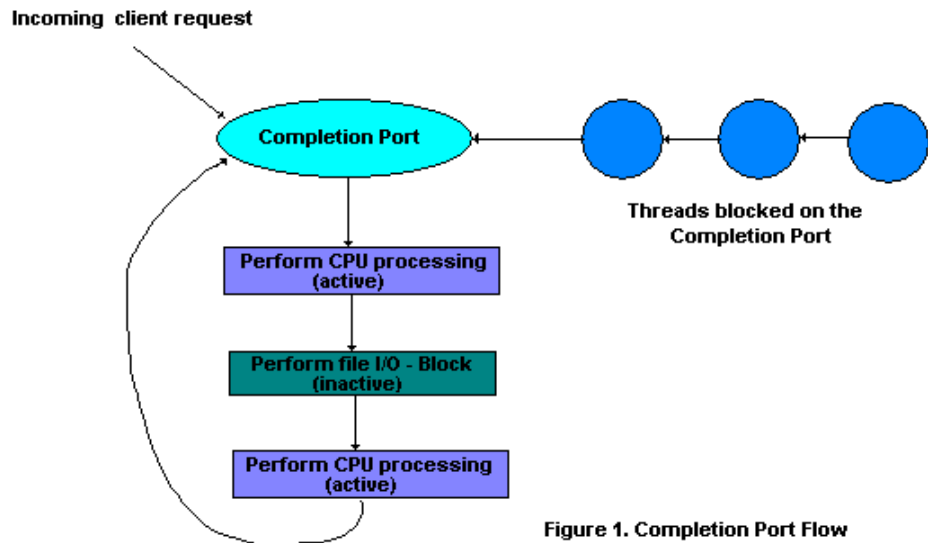 Incoming client request
Completion Port
Threads blocked on the
Completion Port
Perform CPU processing
(active)
Perform file I/O - Block
(inactive)
Perform CPU processing
(active)
Figure 1. Completion Port Flow